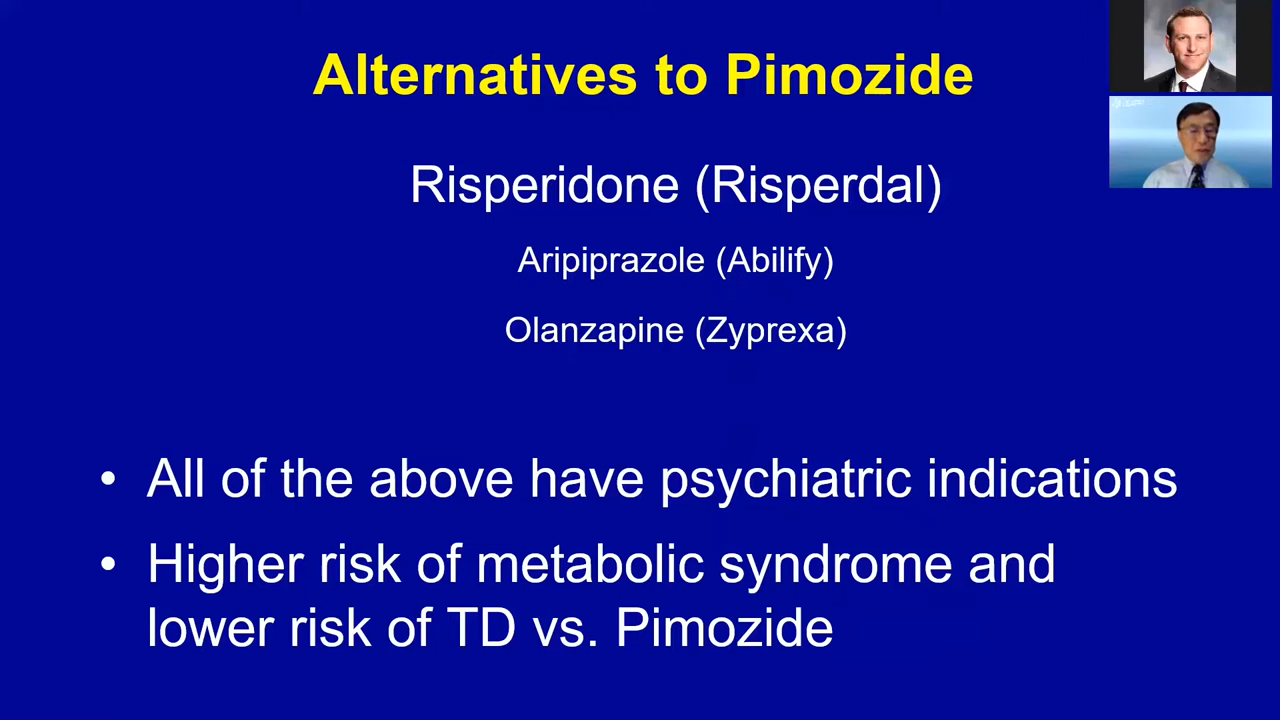 Alternatives to Pimozide
Risperidone (Risperdal)
Aripiprazole (Abilify)
Olanzapine (Zyprexa)
• All of the above have psychiatric indications
• Higher risk of metabolic syndrome and
lower risk of TD vs. Pimozide